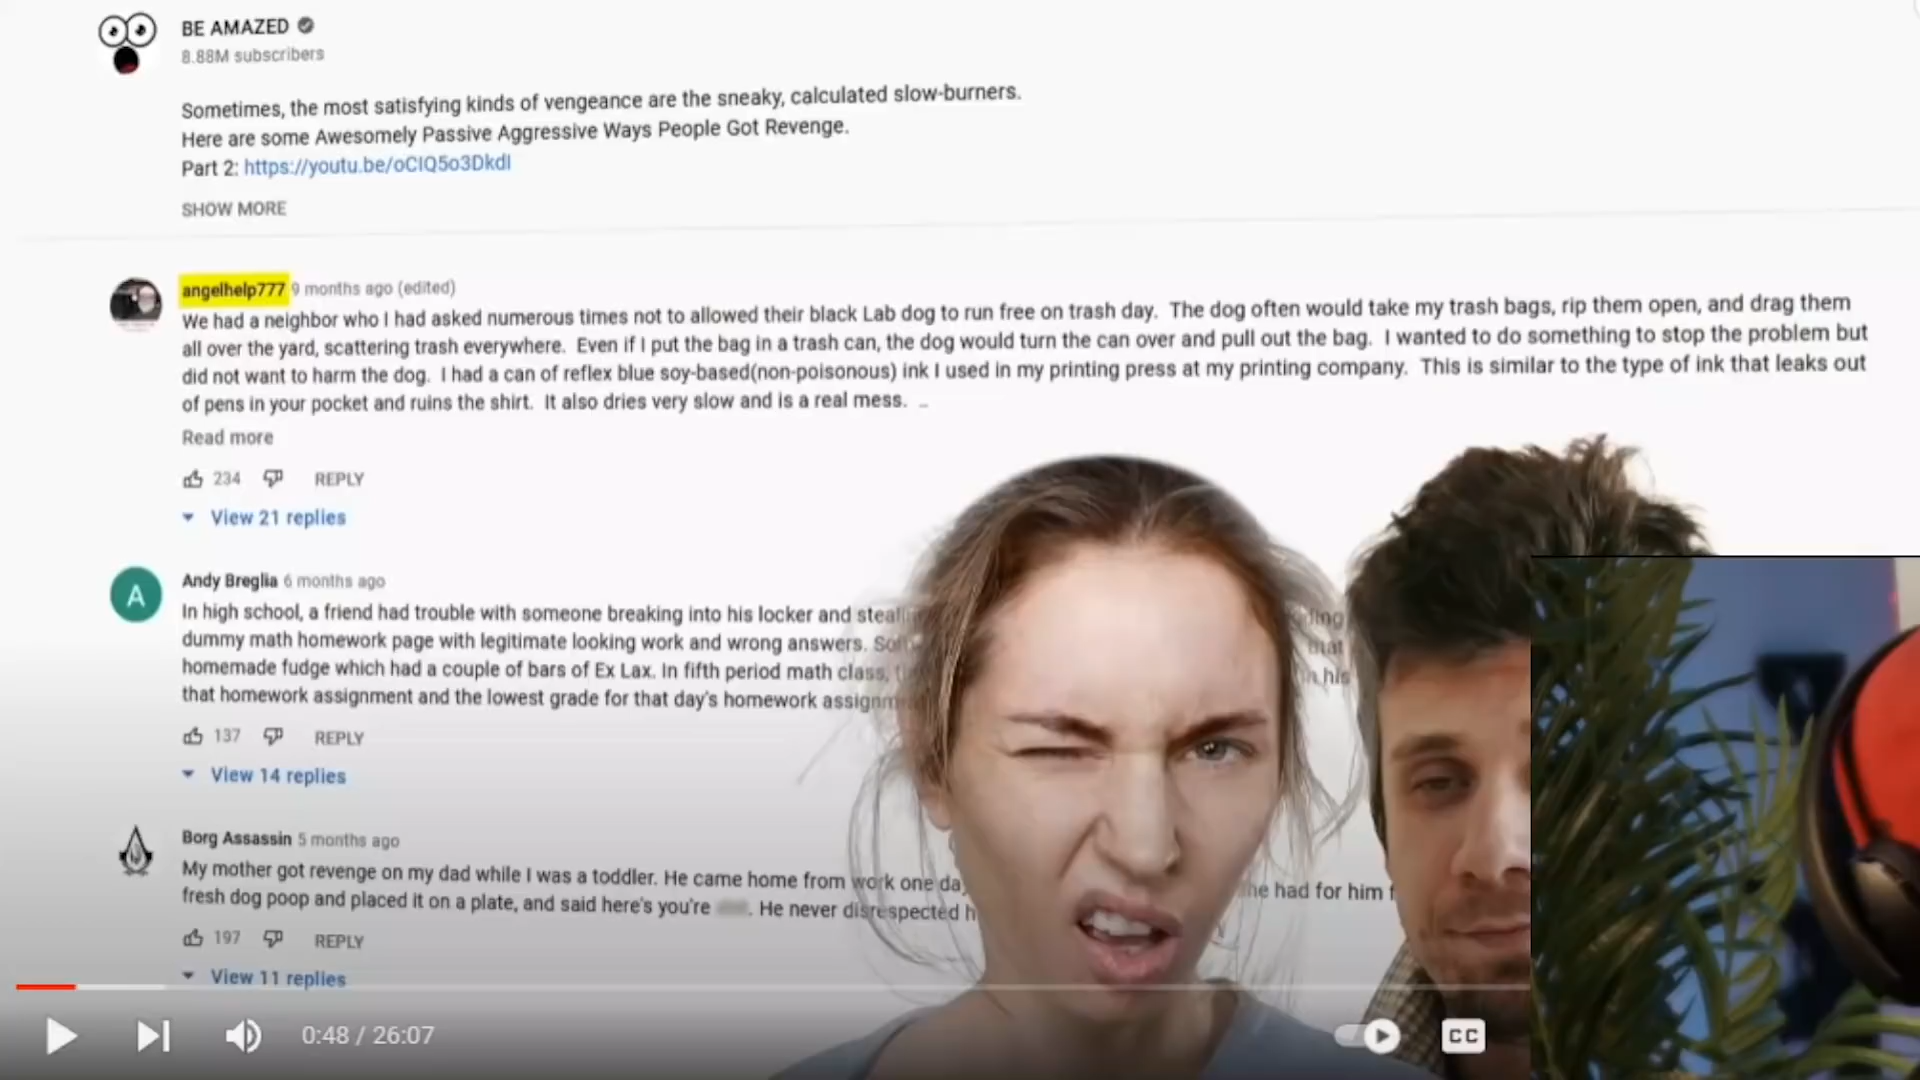 BE AMAZED
8.88M subscribers
Sometimes, the most satisfying kinds of vengeance are the sneaky, calculated slow-burners.
Here are some Awesomely Passive Aggressive Ways People Got Revenge.
Part 2: https://youtu.be/oCIQ5o3DkdI
SHOW MORE
angelhelp777 9 months ago (edited)
We had a neighbor who I had asked numerous times not to allowed their black Lab dog to run free on trash day. The dog often would take my trash bags, rip them open, and drag them
all over the yard, scattering trash everywhere. Even if I put the bag in a trash can, the dog would turn the can over and pull out the bag. I wanted to do something to stop the problem but
did not want to harm the dog. I had a can of reflex blue soy-based(non-poisonous) ink I used in my printing press at my printing company. This is similar to the type of ink that leaks out
of pens in your pocket and ruins the shirt. It also dries very slow and is a real mess. ...
Read more
234 REPLY
View 21 replies
A
Andy Breglia 6 months ago
In high school, a friend had trouble with someone breaking into his locker and
dummy math homework page with legitimate looking work and wrong answers. that
homemade fudge which had a couple of bars of Ex Lax. In fifth period math class, his
that homework assignment and the lowest grade for that day's homework
137 REPLY
View 14 replies
Borg Assassin 5 months ago
My mother got revenge on my dad while I was a toddler. He came home from work one he had for him
fresh dog poop and placed it on a plate, and said here's you're . He never disrespected
197 REPLY
View 11 replies
0:48 / 26:07
CC